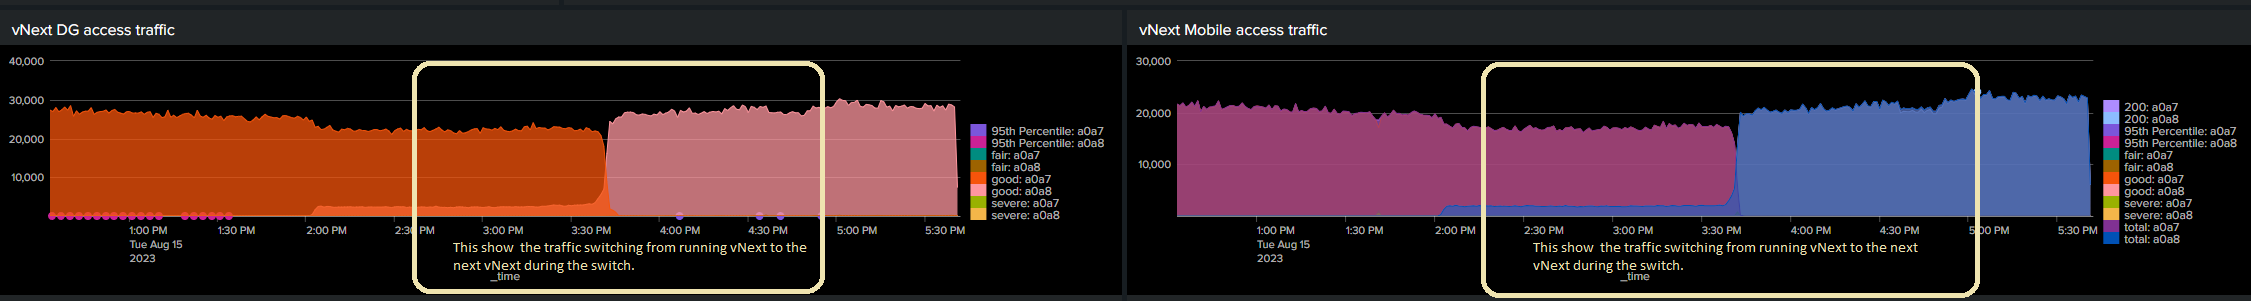 vNext DG access traffic
40,000
30,000
20,000
10,000
1:00 PM 1:30 PM 2:00 PM 2:30 PM 3:00 PM 3:30 PM 4:00 PM 4:30 PM 5:00 PM 5:30 PM
Tue Aug 15
2023
This show the traffic switching from running vNext to the
next vNext during the switch.
_time
95th Percentile: a0a7
95th Percentile: a0a8
fair: a0a7
fair: a0a8
good: a0a7
good: a0a8
severe: a0a7
severe: a0a8
vNext Mobile access traffic
30,000
20,000
10,000
1:00 PM 1:30 PM 2:00 PM 2:30 PM 3:00 PM 3:30 PM 4:00 PM 4:30 PM 5:00 PM 5:30 PM
Tue Aug 15
2023
This show the traffic switching from running vNext to the next
vNext during the switch.
_time
200: a0a7
200: a0a8
95th Percentile: a0a7
95th Percentile: a0a8
fair: a0a7
fair: a0a8
good: a0a7
good: a0a8
severe: a0a7
severe: a0a8
total: a0a7
total: a0a8